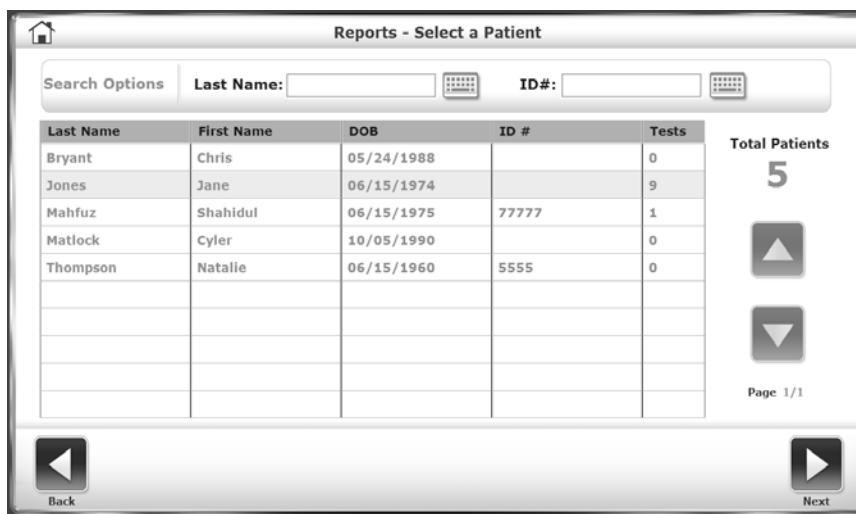 Reports - Select a Patient
Search Options Last Name: ID#:
Last Name First Name DOB ID # Tests
Bryant Chris 05/24/1988 0
Jones Jane 06/15/1974 9
Mahfuz Shahidul 06/15/1975 77777 1
Matlock Cyler 10/05/1990 0
Thompson Natalie 06/15/1960 5555 0
Total Patients
5
Page 1/1
Back Next